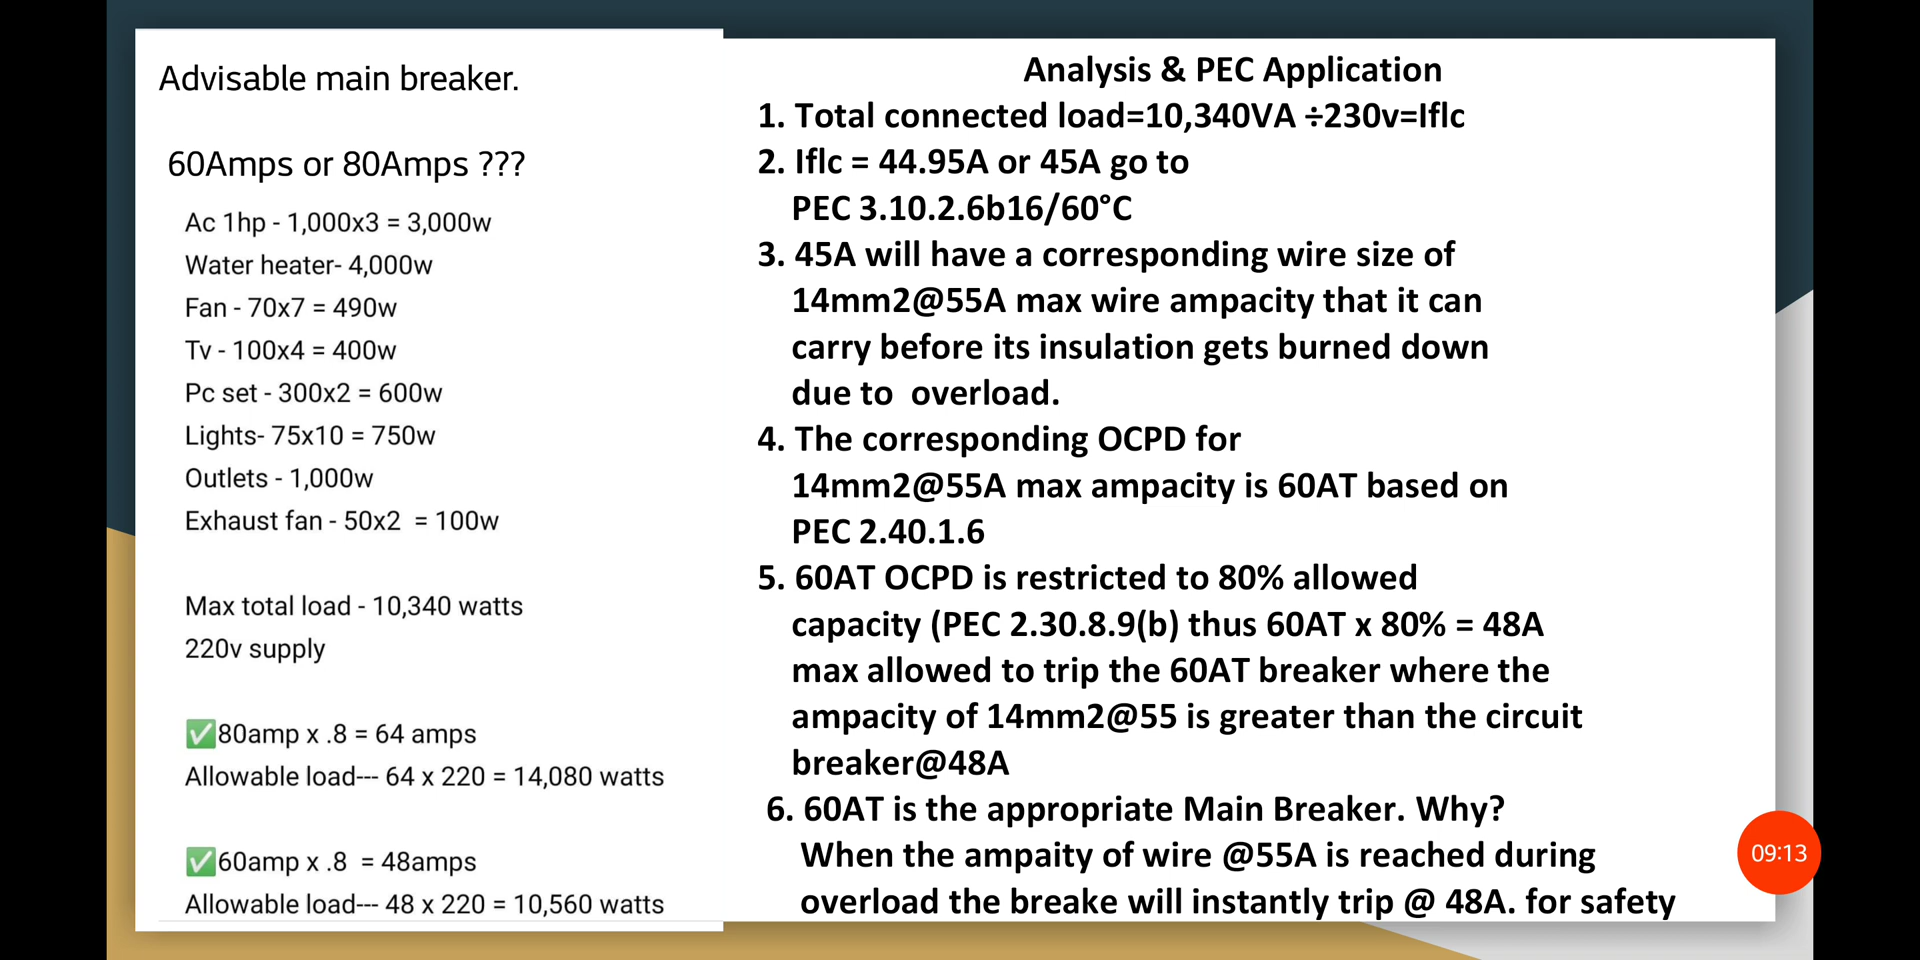 Advisable main breaker.
60Amps or 80Amps ???
Ac 1hp - 1,000x3 = 3,000w
Water heater- 4,000w
Fan - 70x7 = 490w
Tv - 100x4 = 400w
Pc set - 300x2 = 600w
Lights- 75x10 = 750w
Outlets - 1,000w
Exhaust fan - 50x2  = 100w
Max total load - 10,340 watts
220v supply
✅80amp x .8 = 64 amps
Allowable load--- 64 x 220 = 14,080 watts
✅60amp x .8  = 48amps
Allowable load--- 48 x 220 = 10,560 watts
Analysis & PEC Application
1. Total connected load=10,340VA ÷230v=Iflc
2. Iflc = 44.95A or 45A go to
PEC 3.10.2.6b16/60°C
3. 45A will have a corresponding wire size of
14mm2@55A max wire ampacity that it can
carry before its insulation gets burned down
due to  overload.
4. The corresponding OCPD for
14mm2@55A max ampacity is 60AT based on
PEC 2.40.1.6
5. 60AT OCPD is restricted to 80% allowed
capacity (PEC 2.30.8.9(b) thus 60AT x 80% = 48A
max allowed to trip the 60AT breaker where the
ampacity of 14mm2@55 is greater than the circuit
breaker@48A
6. 60AT is the appropriate Main Breaker. Why?
When the ampaity of wire @55A is reached during
overload the breake will instantly trip @ 48A. for safety
09:13